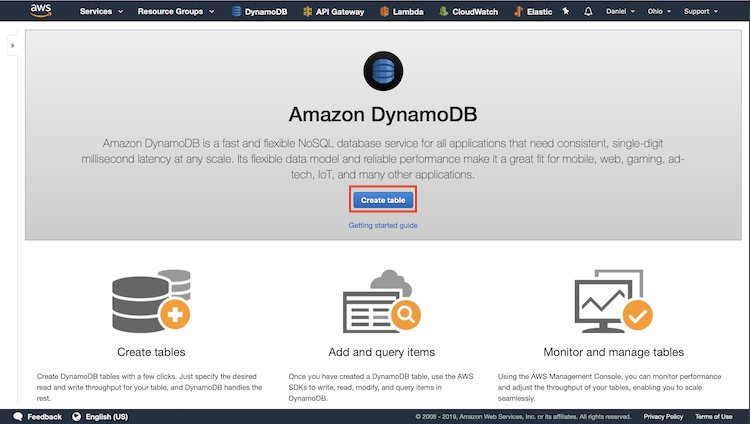 aws Services Resource Groups DynamoDB API Gateway Lambda CloudWatch Elastic Daniel Ohio Support
Amazon DynamoDB
Amazon DynamoDB is a fast and flexible NoSQL database service for all applications that need consistent, single-digit
millisecond latency at any scale. Its flexible data model and reliable performance make it a great fit for mobile, web, gaming, ad-
tech, IoT, and many other applications.
Create table
Getting started guide
Create tables
Create DynamoDB tables with a few clicks. Just specify the desired
read and write throughput for your table, and DynamoDB handles the
rest.
Add and query items
Once you have created a DynamoDB table, use the AWS
SDKs to write, read, modify, and query items in
DynamoDB.
Monitor and manage tables
Using the AWS Management Console, you can monitor performance
and adjust the throughput of your tables, enabling you to scale
seamlessly.
Feedback English (US) © 2008 - 2019, Amazon Web Services, Inc. or its affiliates. All rights reserved. Privacy Policy Terms of Use